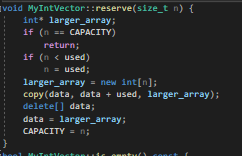 void MyIntVector::reserve(size_t n) {
    int* larger_array;
    if (n == CAPACITY)
        return;
    if (n < used)
        n = used;
    larger_array = new int[n];
    copy(data, data + used, larger_array);
    delete[] data;
    data = larger_array;
    CAPACITY = n;
}
bool MyIntVector::is_empty() const {